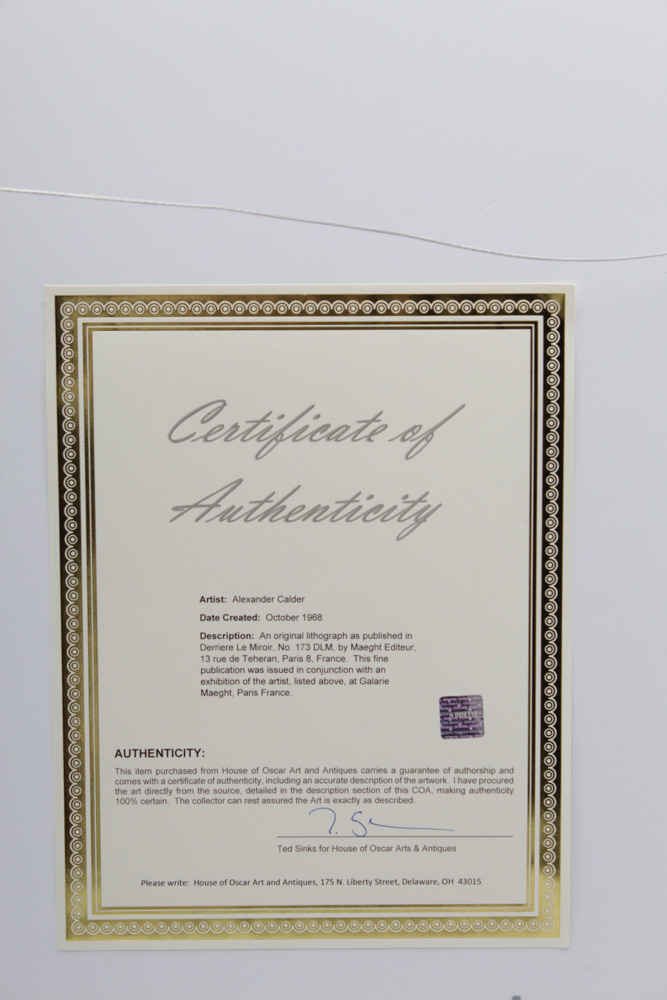 Certificate of
Authenticity
Artist: Alexander Calder
Date Created: October 1968
Description: An original lithograph as published in
Derriere Le Miroir, No. 173 DLM, by Maeght Editeur,
13 rue de Teheran, Paris 8, France. This fine
publication was issued in conjunction with an
exhibition of the artist, listed above, at Galarie
Maeght, Paris France.
AUTHENTICITY:
This item purchased from House of Oscar Art and Antiques carries a guarantee of authorship and
comes with a certificate of authenticity, including an accurate description of the artwork. I have procured
the art directly from the source, detailed in the description section of this COA, making authenticity
100% certain. The collector can rest assured the Art is exactly as described.
Ted Sinks for House of Oscar Arts & Antiques
Please write: House of Oscar Art and Antiques, 175 N. Liberty Street, Delaware, OH 43015